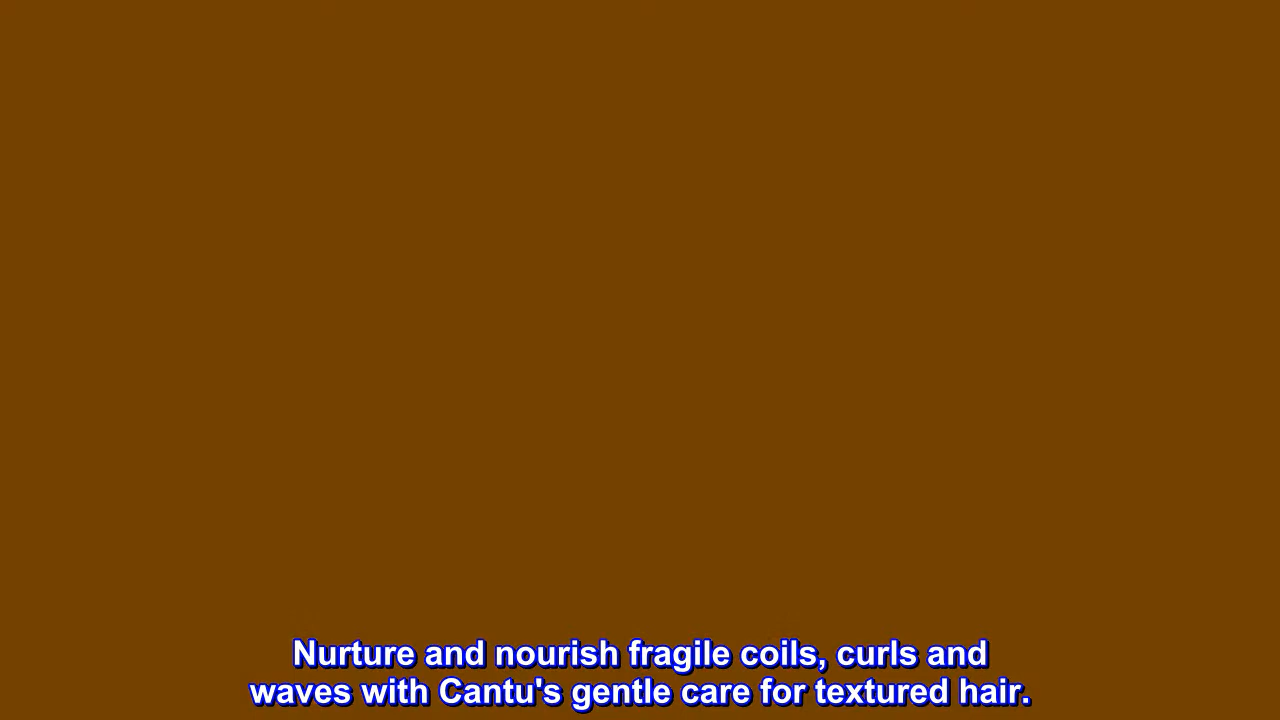 Nurture and nourish fragile coils, curls and
waves with Cantu's gentle care for textured hair.